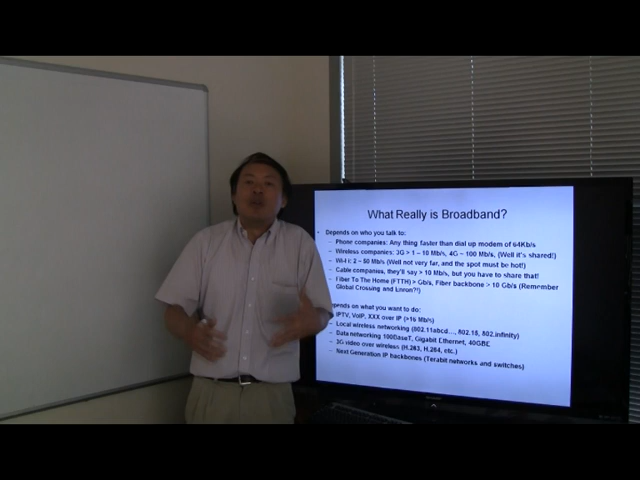 What Really is Broadband?
• Depends on who you talk to:
– Phone companies: Any thing faster than dial up modem of 64Kb/s
– Wireless companies: 3G > 1 – 10 Mb/s, 4G ~ 100 Mb/s, (Well it's shared!)
– Wi-Fi: 2 – 50 Mb/s (Well not very far, and the spot must be hot!)
– Cable companies, they'll say > 10 Mb/s, but you have to share that!
– Fiber To The Home (FTTH) > Gb/s, Fiber backbone > 10 Gb/s (Remember
Global Crossing and Enron?!)
Depends on what you want to do:
IPTV, VoIP, XXX over IP (>16 Mb/s)
– Local wireless networking (802.11abcd…, 802.16, 802.infinity)
– Data networking 100BaseT, Gigabit Ethernet, 40GBE
– 3G video over wireless (H.263, H.264, etc.)
– Next Generation IP backbones (Terabit networks and switches)